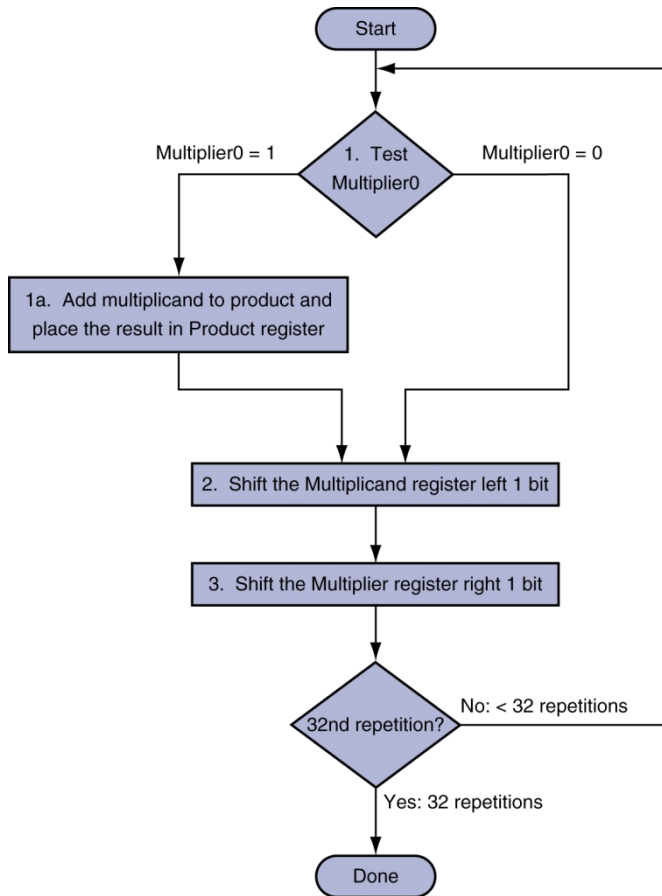 Start
Multiplier0 = 1
1. Test
Multiplier0
Multiplier0 = 0
1a. Add multiplicand to product and
place the result in Product register
2. Shift the Multiplicand register left 1 bit
3. Shift the Multiplier register right 1 bit
32nd repetition?
No: < 32 repetitions
Yes: 32 repetitions
Done